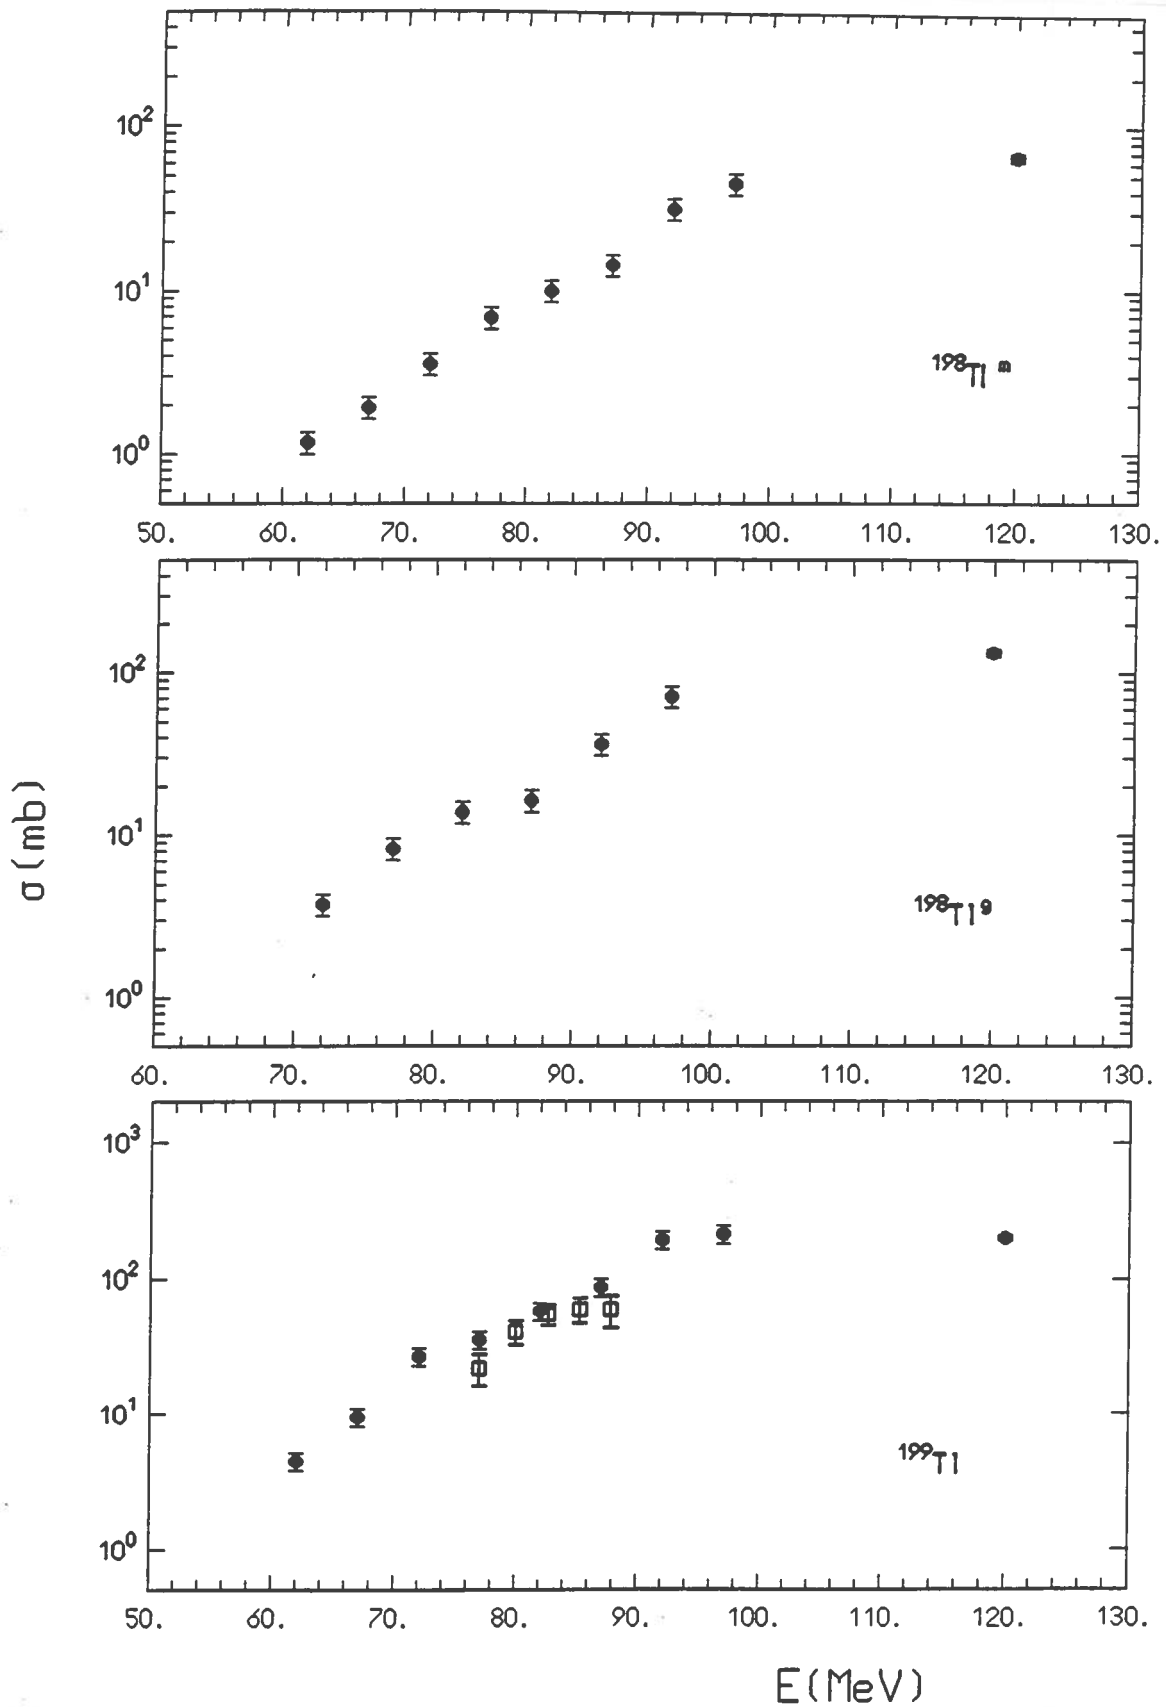 10²
10¹
10⁰
¹⁹⁸Tl ᵐ
50. 60. 70. 80. 90. 100. 110. 120. 130.
10²
10¹
10⁰
σ(mb)
¹⁹⁸Tl ᵍ
60. 70. 80. 90. 100. 110. 120. 130.
10³
10²
10¹
10⁰
¹⁹⁹Tl
50. 60. 70. 80. 90. 100. 110. 120. 130.
E(MeV)